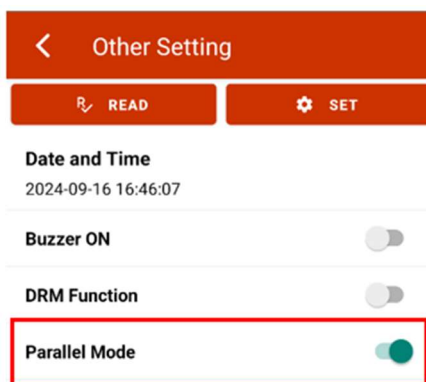 Other Setting
READ
SET
Date and Time
2024-09-16 16:46:07
Buzzer ON
DRM Function
Parallel Mode